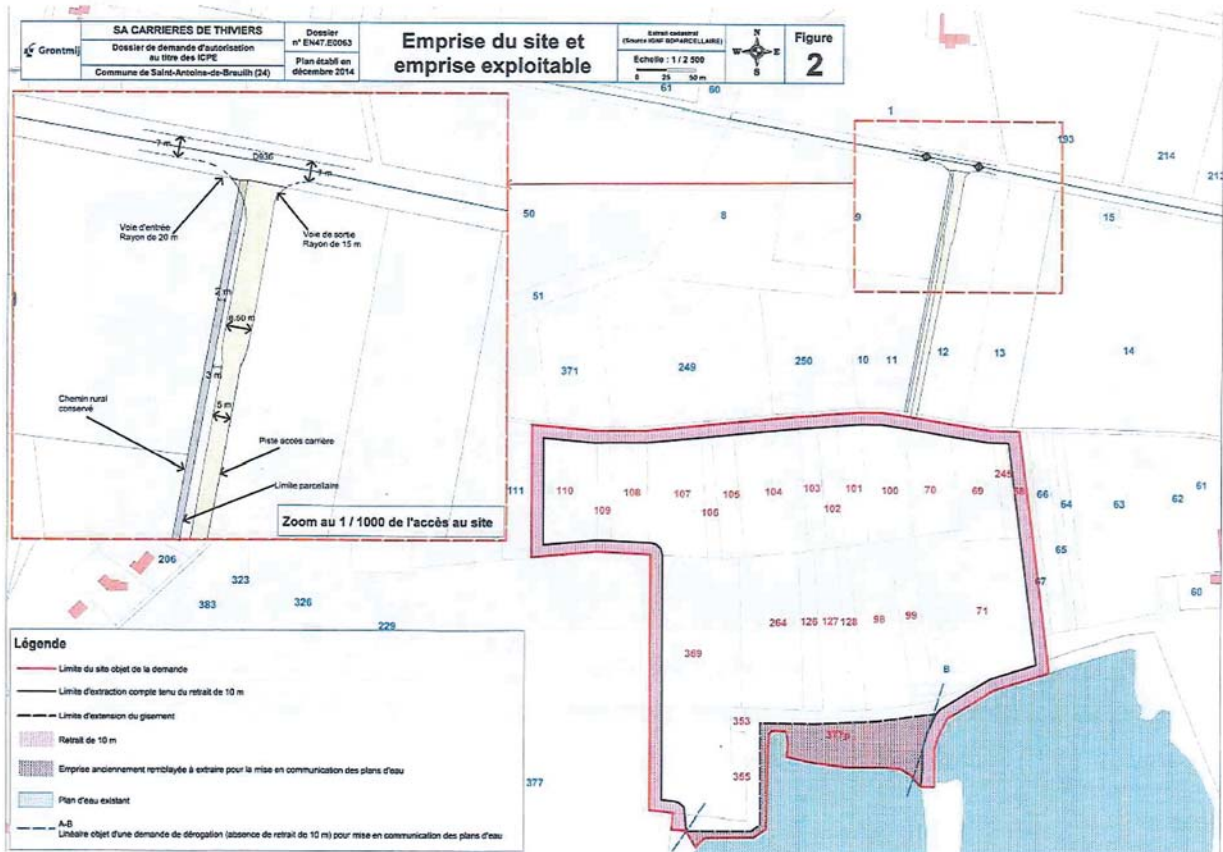 Grontmij
SA CARRIERES DE THIVIERS
Dossier de demande d'autorisation
au titre des ICPE
Commune de Saint-Antoine-de-Breuilh (24)
Dossier
n° EN47.E0063
Plan établi en
décembre 2014
Emprise du site et
emprise exploitable
Extrait cadastral
(Source IGN BDPARCELLAIRE)
Echelle : 1 / 2 500
0 25 50 m
N
W E
S
Figure
2
61 60
1
193
214
213
7 m
D936
7 m
Voie d'entrée
Rayon de 20 m
Voie de sortie
Rayon de 15 m
2 m
6.50 m
3 m
5 m
Chemin rural
conservé
Piste accès carrière
Limite parcellaire
Zoom au 1 / 1000 de l'accès au site
50
8
9
15
51
371
249
250
10
11
12
13
14
111
110
109
108
107
106
105
104
103
102
101
100
70
69
245
68
66
64
63
62
61
65
67
60
206
323
383
326
229
369
264
126
127
128
98
99
71
B
353
377p
355
377
Légende
Limite du site objet de la demande
Limite d'extraction compte tenu du retrait de 10 m
Limite d'extension du gisement
Retrait de 10 m
Emprise anciennement remblayée à extraire pour la mise en communication des plans d'eau
Plan d'eau existant
A-B
Linéaire objet d'une demande de dérogation (absence de retrait de 10 m) pour mise en communication des plans d'eau